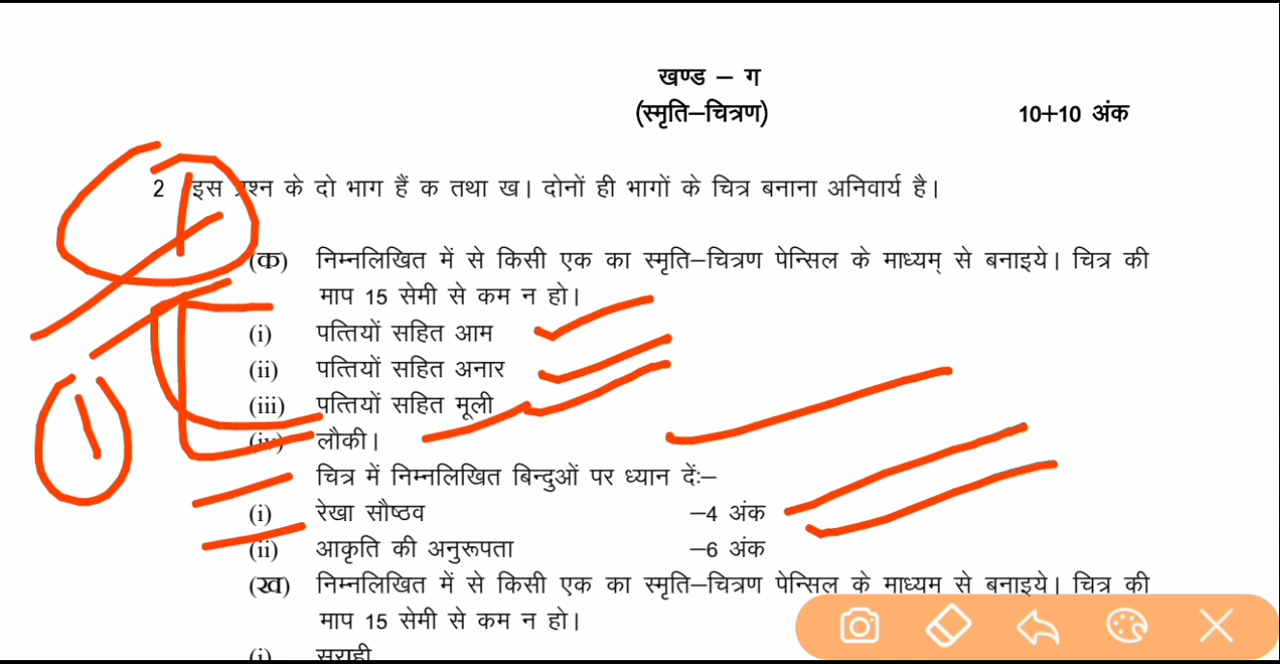 खण्ड – ग
(स्मृति–चित्रण) 10+10 अंक
2 इस प्रश्न के दो भाग हैं क तथा ख। दोनों ही भागों के चित्र बनाना अनिवार्य है।
(क) निम्नलिखित में से किसी एक का स्मृति–चित्रण पेन्सिल के माध्यम् से बनाइये। चित्र की
माप 15 सेमी से कम न हो।
(i) पत्तियों सहित आम
(ii) पत्तियों सहित अनार
(iii) पत्तियों सहित मूली
(iv) लौकी।
चित्र में निम्नलिखित बिन्दुओं पर ध्यान दें:–
(i) रेखा सौष्ठव –4 अंक
(ii) आकृति की अनुरूपता –6 अंक
(ख) निम्नलिखित में से किसी एक का स्मृति–चित्रण पेन्सिल के माध्यम से बनाइये। चित्र की
माप 15 सेमी से कम न हो।
(i) सुराही